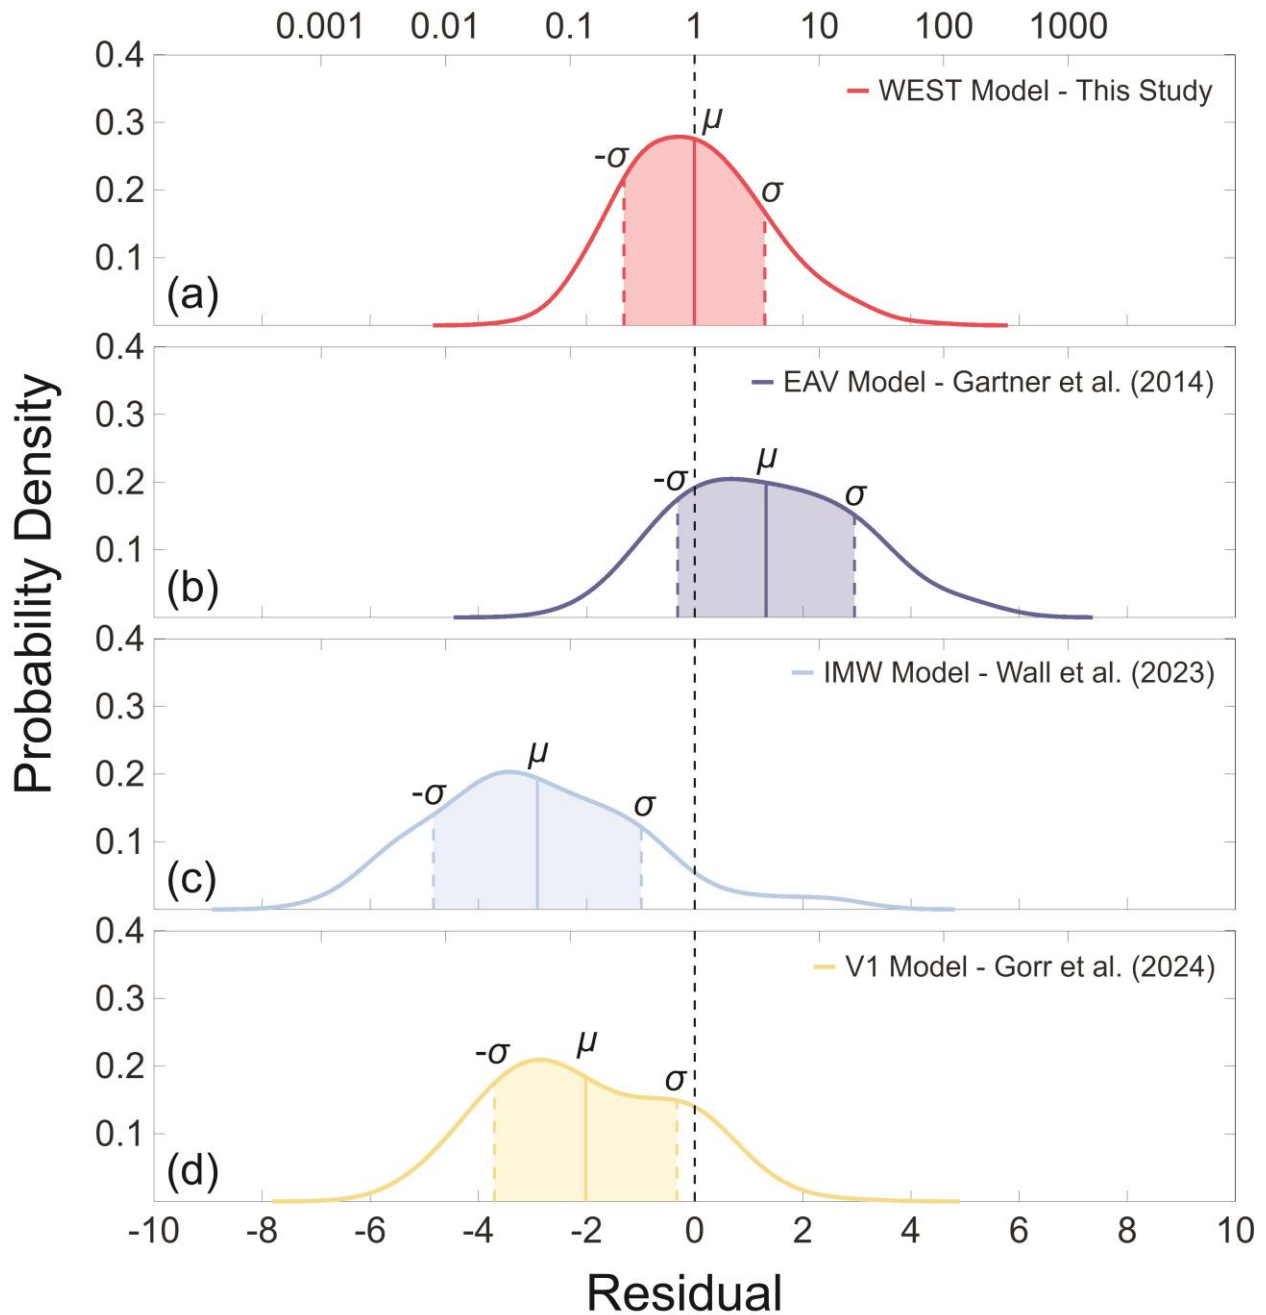 0.001 0.01 0.1 1 10 100 1000
0.4
WEST Model - This Study
0.3
μ
-σ
σ
0.2
0.1
(a)
0.4
EAV Model - Gartner et al. (2014)
0.3
μ
-σ
σ
0.2
0.1
(b)
0.4
IMW Model - Wall et al. (2023)
0.3
μ
-σ
σ
0.2
0.1
(c)
0.4
V1 Model - Gorr et al. (2024)
0.3
μ
-σ
σ
0.2
0.1
(d)
-10 -8 -6 -4 -2 0 2 4 6 8 10
Residual
Probability Density